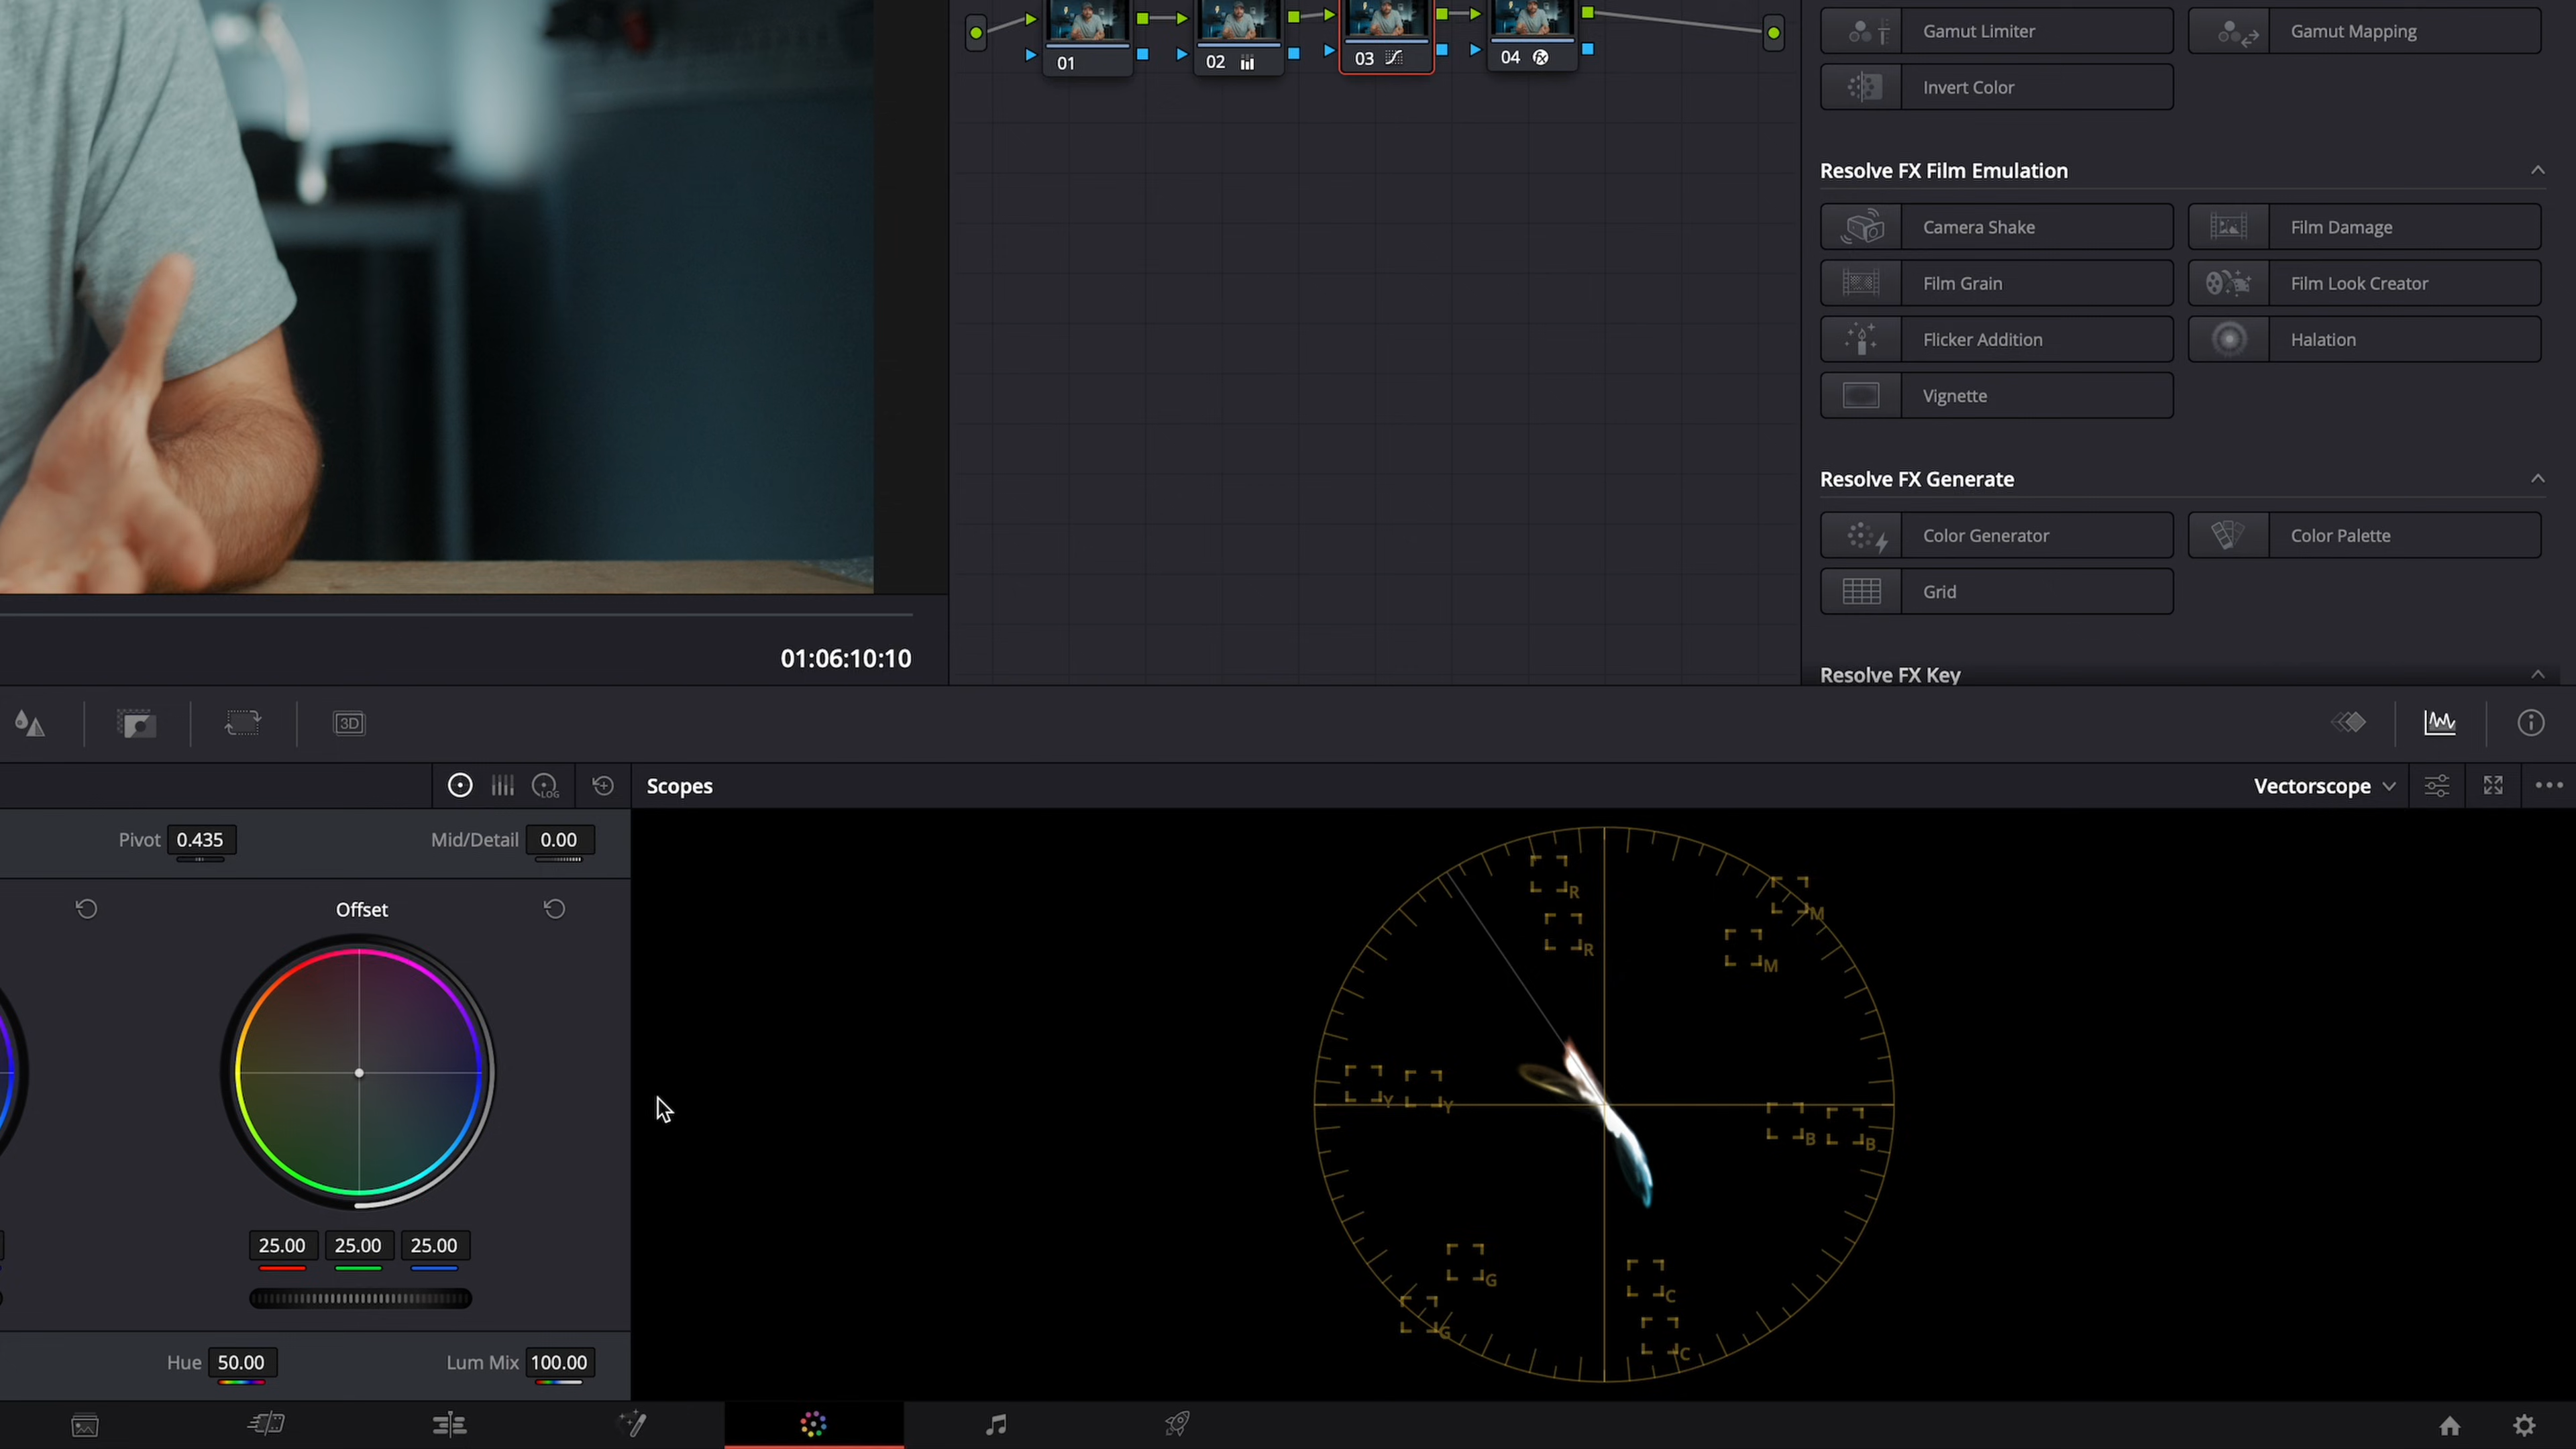 01
02
03
04
Gamut Limiter
Gamut Mapping
Invert Color
Resolve FX Film Emulation
Camera Shake
Film Damage
Film Grain
Film Look Creator
Flicker Addition
Halation
Vignette
Resolve FX Generate
Color Generator
Color Palette
Grid
Resolve FX Key
01:06:10:10
3D
LOG
Scopes
Vectorscope
Pivot 0.435
Mid/Detail 0.00
Offset
25.00 25.00 25.00
Hue 50.00
Lum Mix 100.00
R
R
M
M
Y
Y
B
B
G
G
C
C